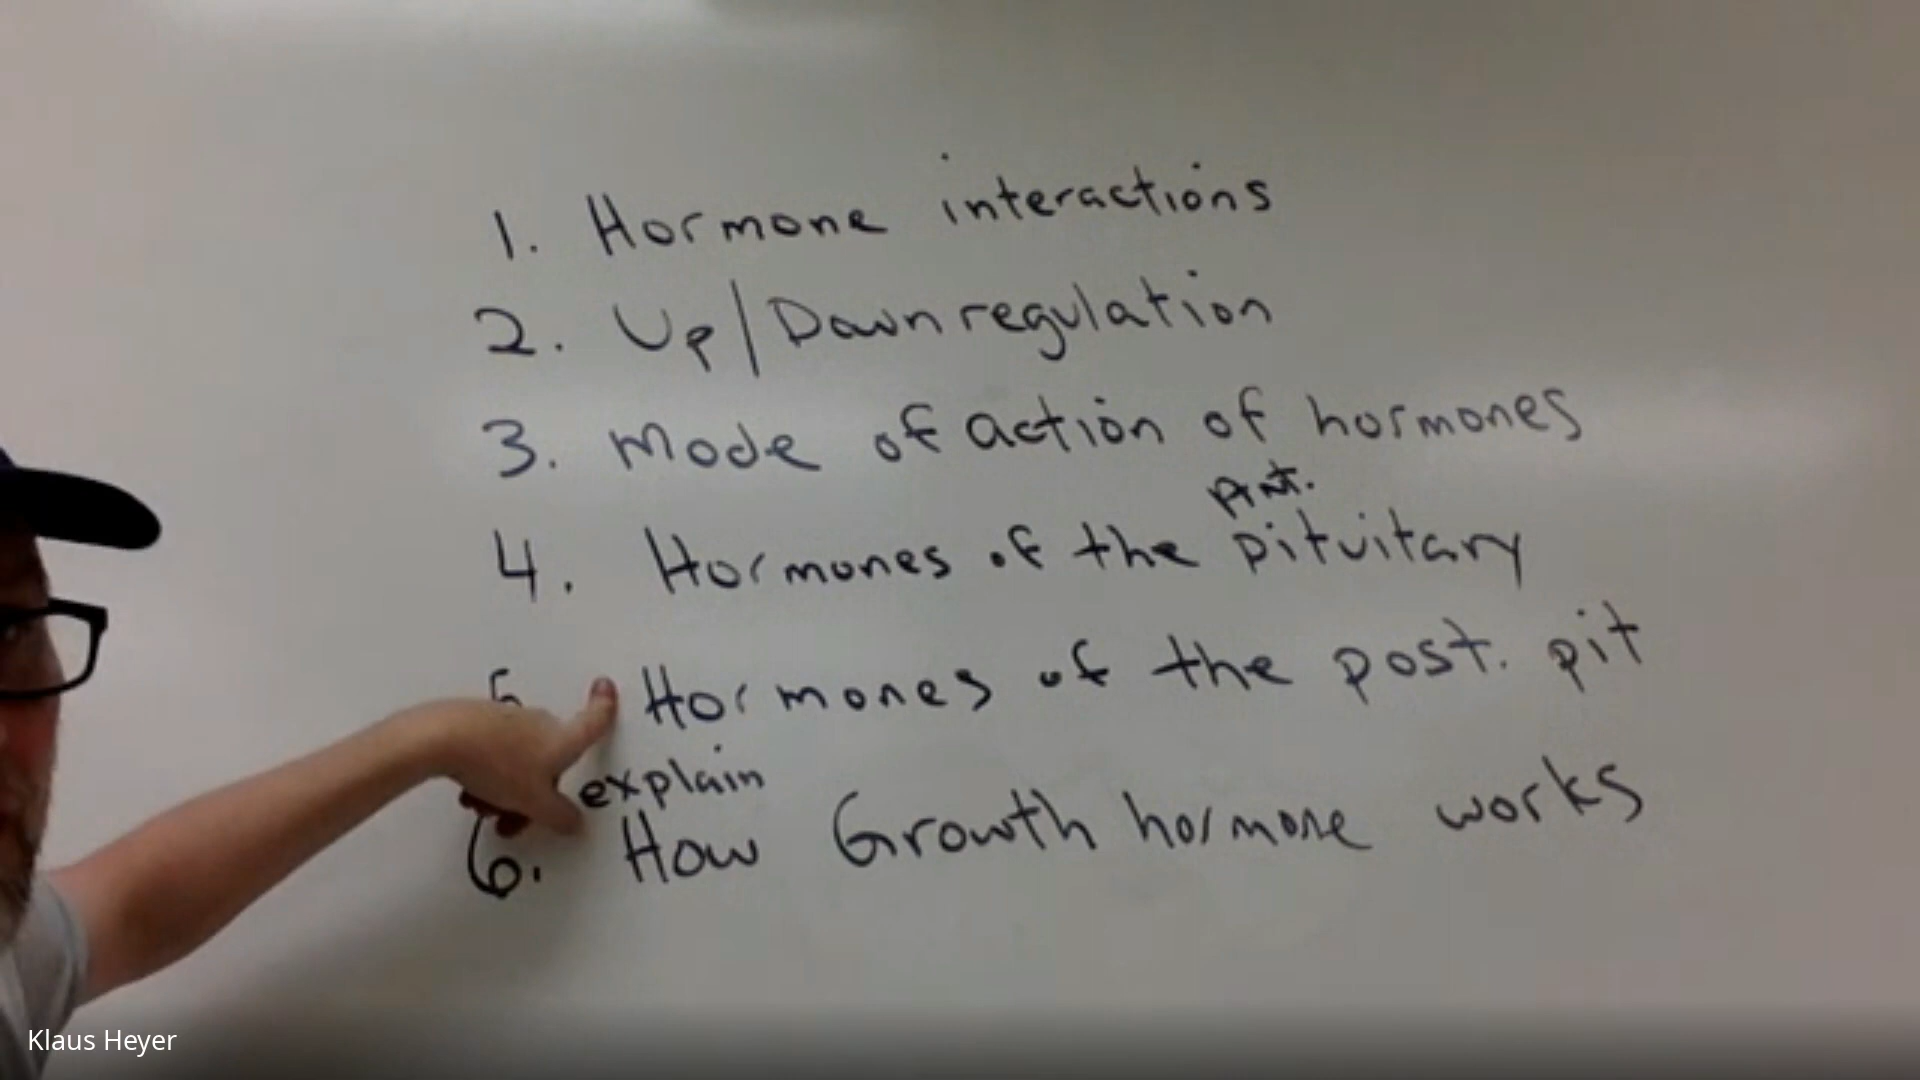 1. Hormone interactions
2. Up/Down regulation
3. Mode of action of hormones
Ant.
4. Hormones of the pituitary
5 Hormones of the post. pit
explain
6. How Growth hormone works
Klaus Heyer